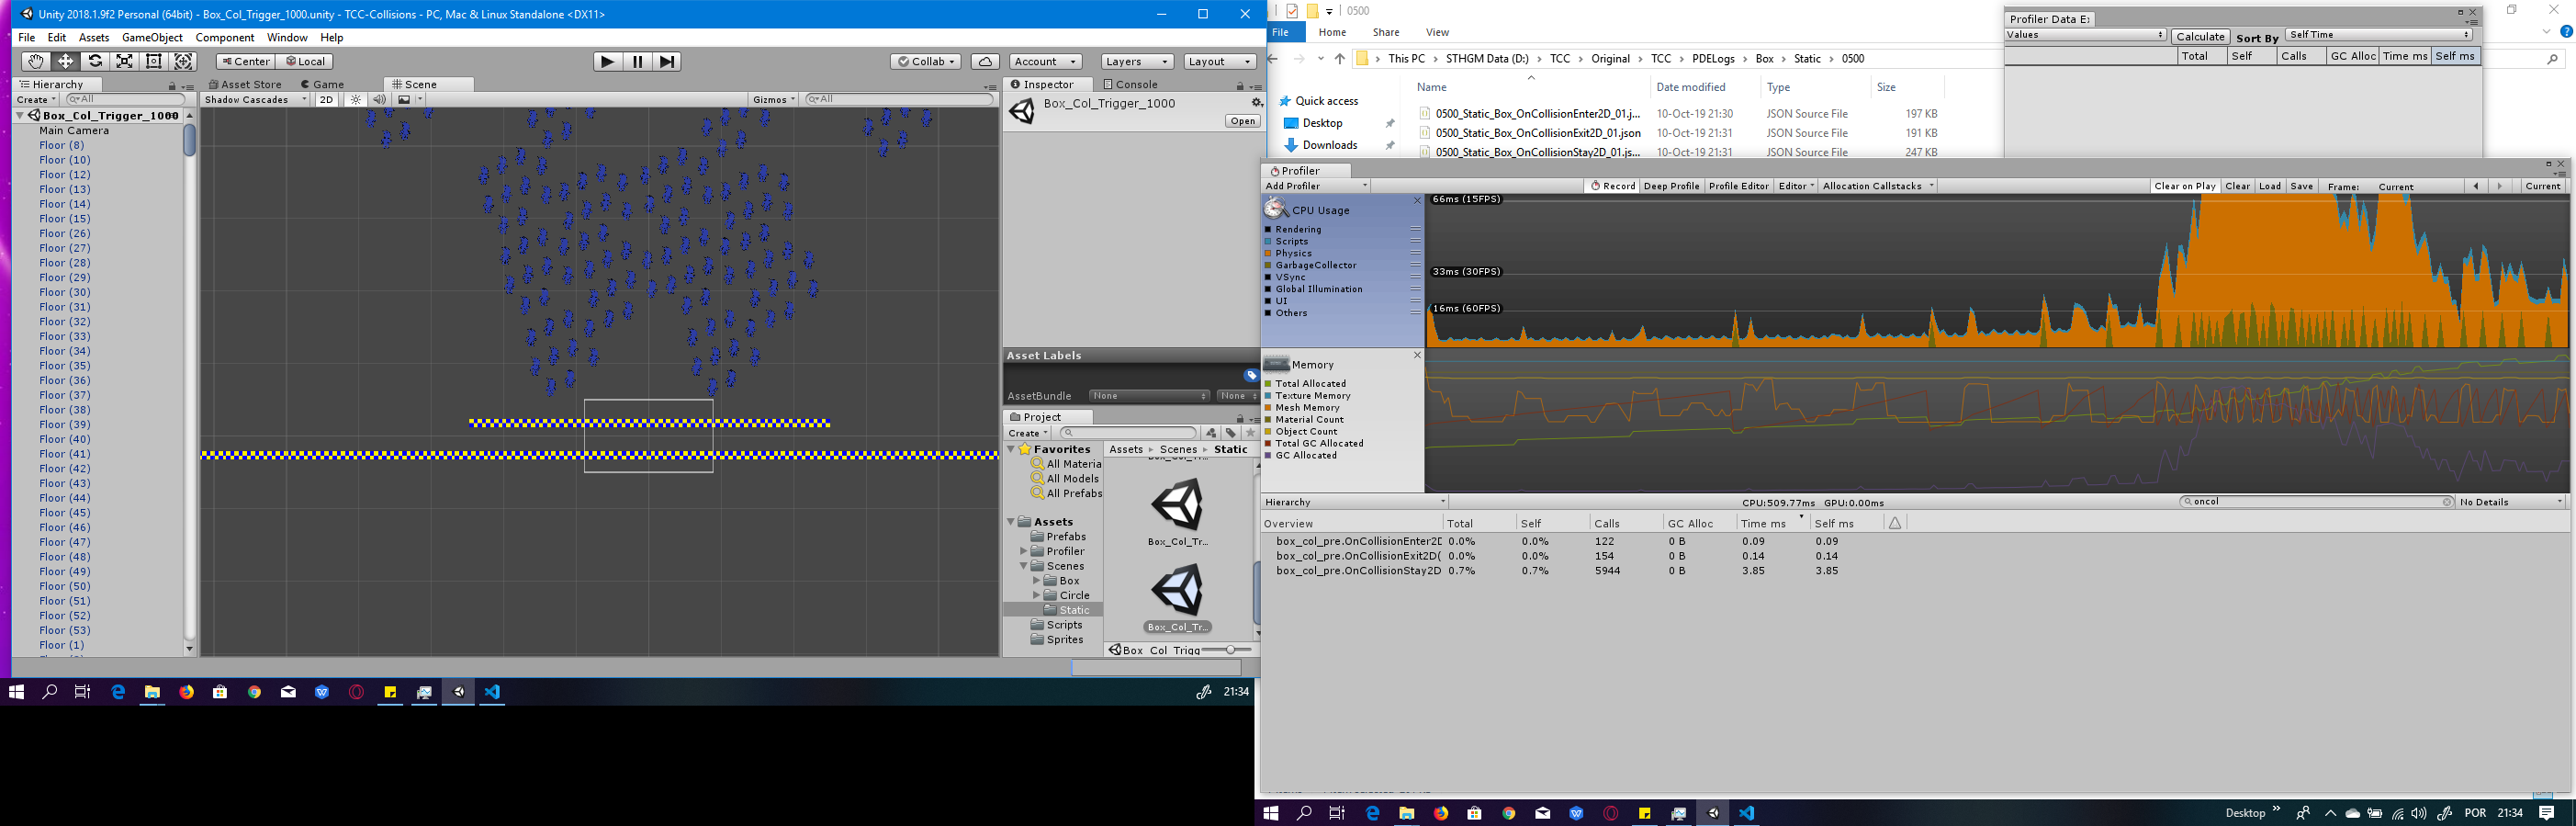 Unity 2018.1.9f2 Personal (64bit) - Box_Col_Trigger_1000.unity - TCC-Collisions - PC, Mac & Linux Standalone <DX11>
File Edit Assets GameObject Component Window Help
Center Local
Collab Account Layers Layout
Hierarchy
Create All
Box_Col_Trigger_1000
Main Camera
Floor (8)
Floor (10)
Floor (12)
Floor (13)
Floor (14)
Floor (15)
Floor (26)
Floor (27)
Floor (28)
Floor (29)
Floor (30)
Floor (31)
Floor (32)
Floor (33)
Floor (34)
Floor (35)
Floor (36)
Floor (37)
Floor (38)
Floor (39)
Floor (40)
Floor (41)
Floor (42)
Floor (43)
Floor (44)
Floor (45)
Floor (46)
Floor (47)
Floor (48)
Floor (49)
Floor (50)
Floor (51)
Floor (52)
Floor (53)
Floor (1)
Asset Store Game Scene
Shadow Cascades 2D Gizmos All
Inspector Console
Box_Col_Trigger_1000
Open
Asset Labels
AssetBundle None None
Project
Create
Favorites
All Materia
All Models
All Prefabs
Assets
Prefabs
Profiler
Scenes
Box
Circle
Static
Scripts
Sprites
Assets Scenes Static
Box_Col_Tr...
Box_Col_Tr...
Box_Col_Tr...
Box Col Trigg
21:34
0500
File Home Share View
This PC STHGM Data (D:) TCC Original TCC PDELogs Box Static 0500
Quick access
Desktop
Downloads
Name Date modified Type Size
0500_Static_Box_OnCollisionEnter2D_01.j... 10-Oct-19 21:30 JSON Source File 197 KB
0500_Static_Box_OnCollisionExit2D_01.json 10-Oct-19 21:31 JSON Source File 191 KB
0500_Static_Box_OnCollisionStay2D_01.js... 10-Oct-19 21:31 JSON Source File 247 KB
Profiler Data E
Values Calculate Sort By Self Time
Total Self Calls GC Alloc Time ms Self ms
Profiler
Add Profiler Record Deep Profile Profile Editor Editor Allocation Callstacks Clear on Play Clear Load Save Frame: Current Current
CPU Usage
Rendering
Scripts
Physics
GarbageCollector
VSync
Global Illumination
UI
Others
66ms (15FPS)
33ms (30FPS)
16ms (60FPS)
Memory
Total Allocated
Texture Memory
Mesh Memory
Material Count
Object Count
Total GC Allocated
GC Allocated
Hierarchy CPU:509.77ms GPU:0.00ms oncol No Details
Overview Total Self Calls GC Alloc Time ms Self ms
box_col_pre.OnCollisionEnter2D 0.0% 0.0% 122 0 B 0.09 0.09
box_col_pre.OnCollisionExit2D( 0.0% 0.0% 154 0 B 0.14 0.14
box_col_pre.OnCollisionStay2D 0.7% 0.7% 5944 0 B 3.85 3.85
Desktop POR 21:34